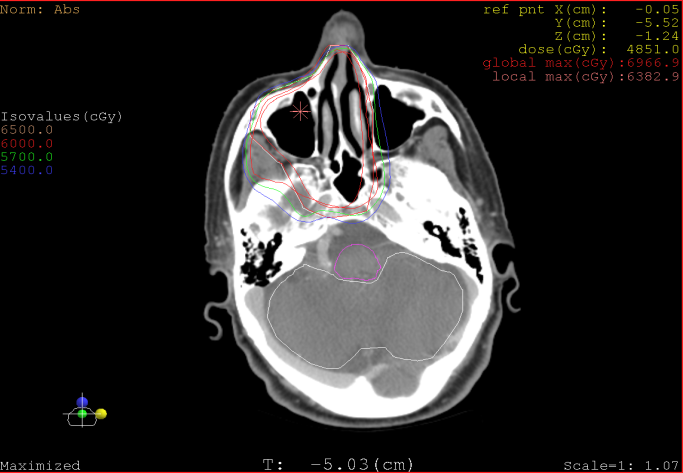 Norm: Abs
ref pnt X(cm): -0.05
Y(cm): -5.52
Z(cm): -1.24
dose(cGy): 4851.0
global max(cGy):6966.9
local max(cGy):6382.9
Isovalues(cGy)
6500.0
6000.0
5700.0
5400.0
Maximized
T: -5.03(cm)
Scale=1: 1.07